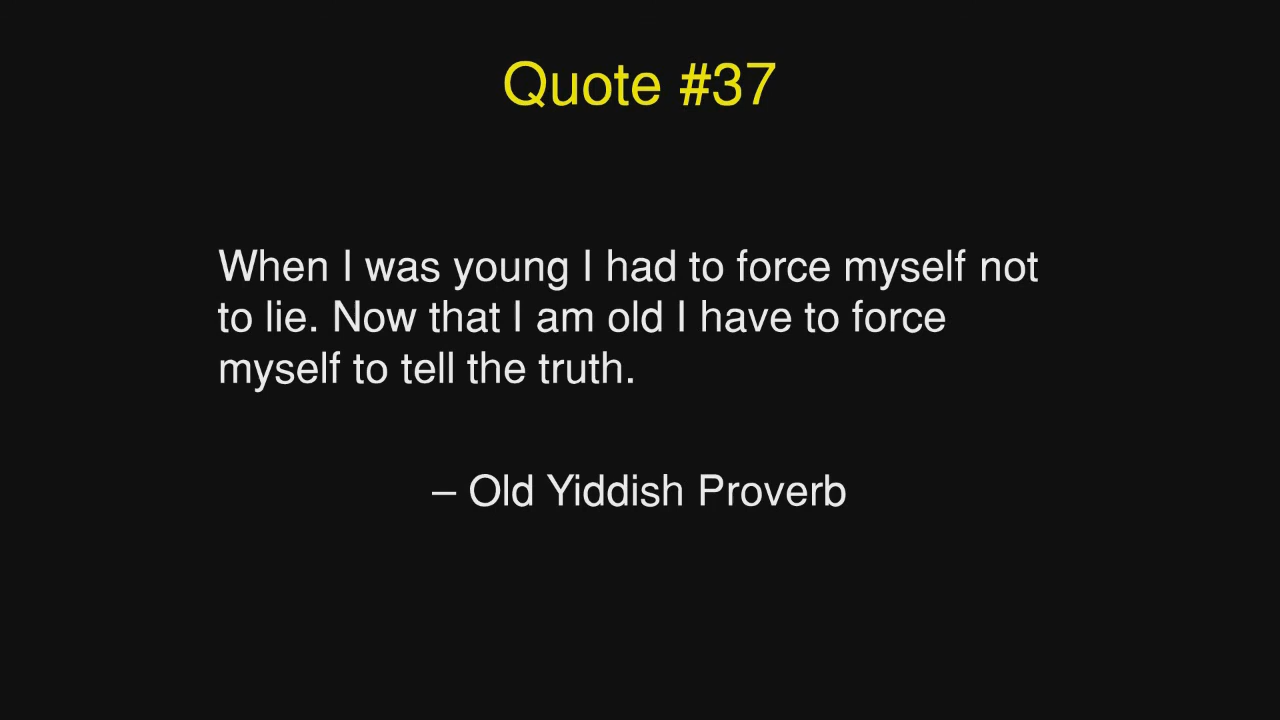 Quote #37
When I was young I had to force myself not
to lie. Now that I am old I have to force
myself to tell the truth.
– Old Yiddish Proverb